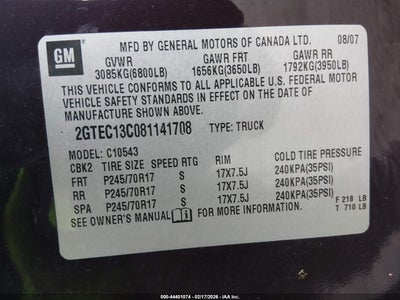 GM
MFD BY GENERAL MOTORS OF CANADA LTD. 08/07
GVWR GAWR FRT GAWR RR
3085KG(6800LB) 1656KG(3650LB) 1792KG(3950LB)
THIS VEHICLE CONFORMS TO ALL APPLICABLE U.S. FEDERAL MOTOR
VEHICLE SAFETY STANDARDS IN EFFECT ON THE DATE OF
MANUFACTURE SHOWN ABOVE.
2GTEC13C081141708 TYPE: TRUCK
MODEL: C10543
CBK2 TIRE SIZE SPEED RTG RIM COLD TIRE PRESSURE
FRT P245/70R17 S 17X7.5J 240KPA(35PSI)
RR P245/70R17 S 17X7.5J 240KPA(35PSI)
SPA P245/70R17 S 17X7.5J 240KPA(35PSI)
SEE OWNER'S MANUAL FOR MORE INFORMATION.
F 218 LB
T 710 LB
000-44401074 - 02/17/2026 - IAAI.COM